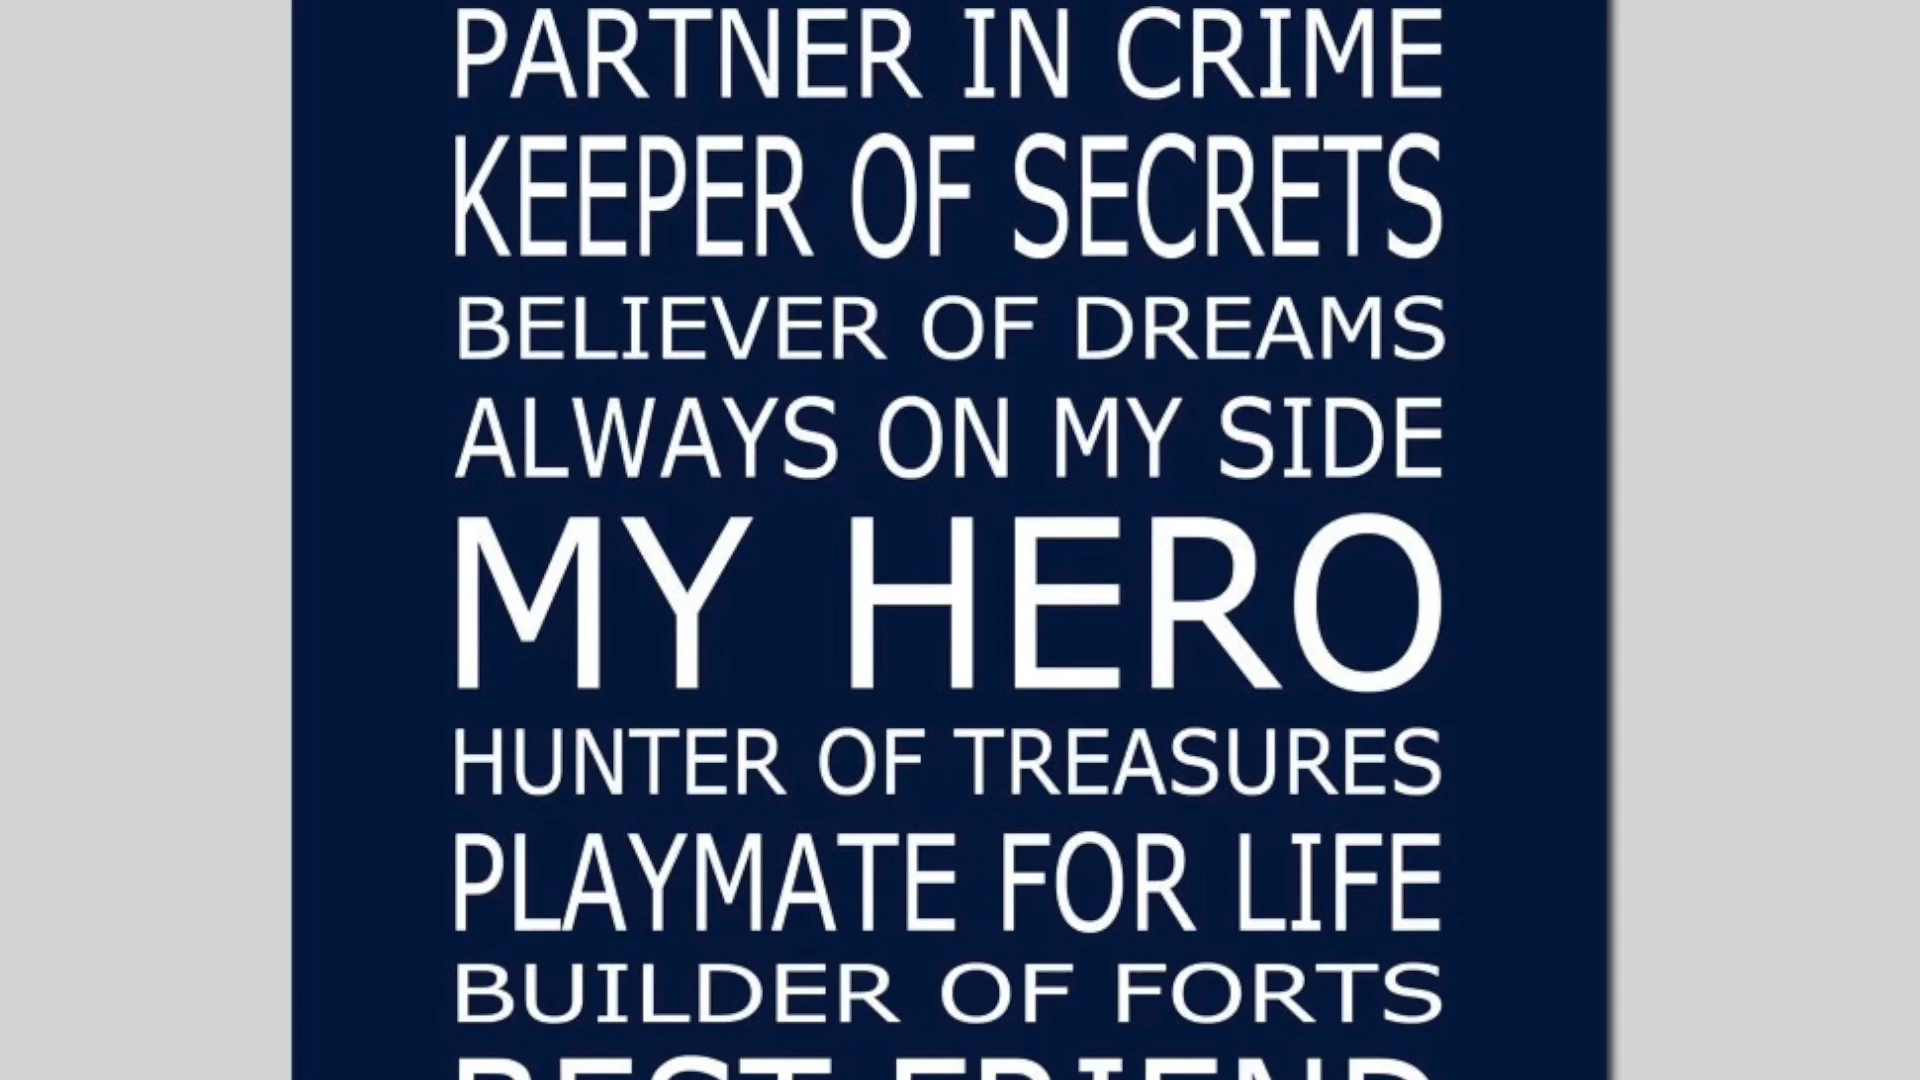 PARTNER IN CRIME
KEEPER OF SECRETS
BELIEVER OF DREAMS
ALWAYS ON MY SIDE
MY HERO
HUNTER OF TREASURES
PLAYMATE FOR LIFE
BUILDER OF FORTS
BEST FRIEND